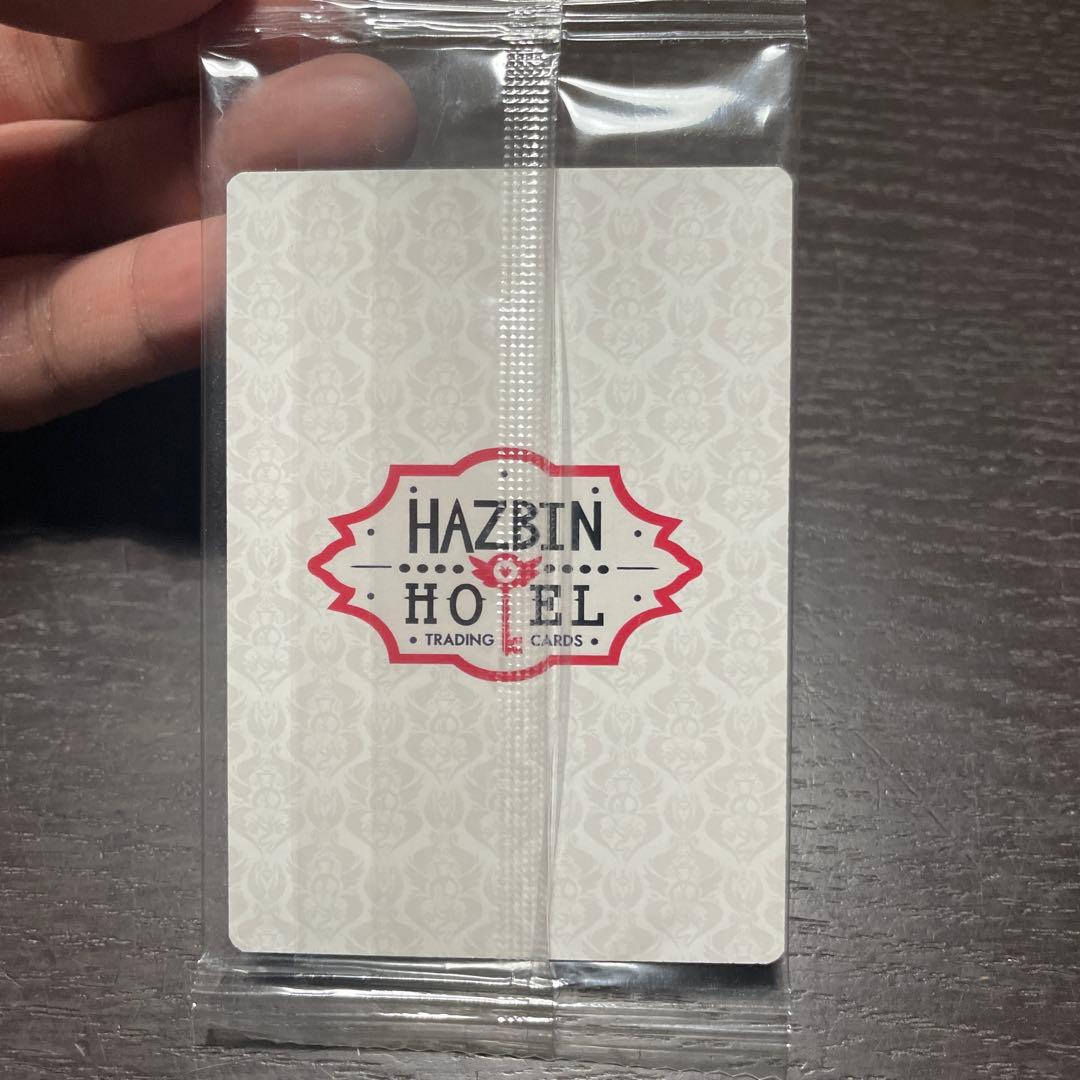 HAZBIN
HOTEL
• TRADING CARDS •